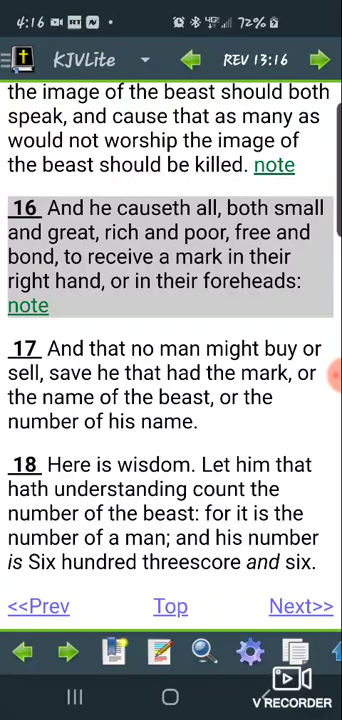 4:16 RT 4G 72%
KJVLite REV 13:16
the image of the beast should both
speak, and cause that as many as
would not worship the image of
the beast should be killed. note
16 And he causeth all, both small
and great, rich and poor, free and
bond, to receive a mark in their
right hand, or in their foreheads:
note
17 And that no man might buy or
sell, save he that had the mark, or
the name of the beast, or the
number of his name.
18 Here is wisdom. Let him that
hath understanding count the
number of the beast: for it is the
number of a man; and his number
is Six hundred threescore and six.
<<Prev Top Next>>
V RECORDER